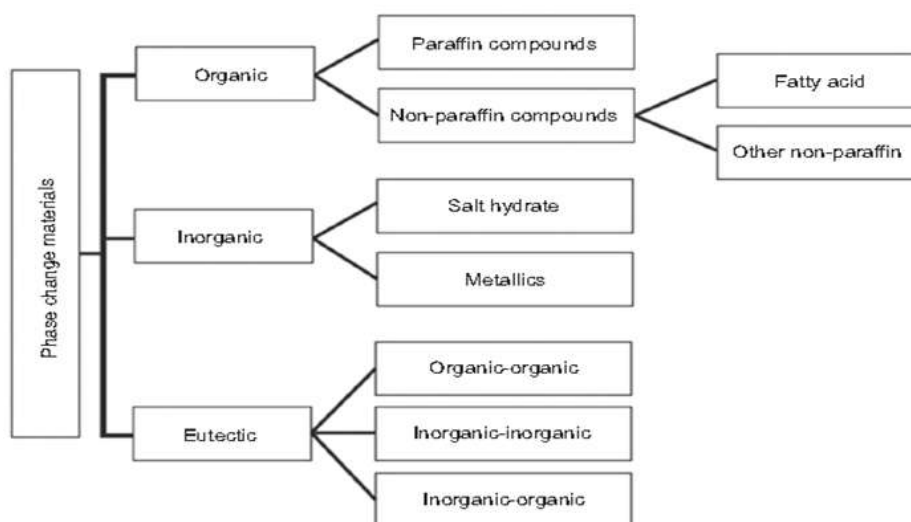 Phase change materials
Organic
Paraffin compounds
Non-paraffin compounds
Fatty acid
Other non-paraffin
Inorganic
Salt hydrate
Metallics
Eutectic
Organic-organic
Inorganic-inorganic
Inorganic-organic